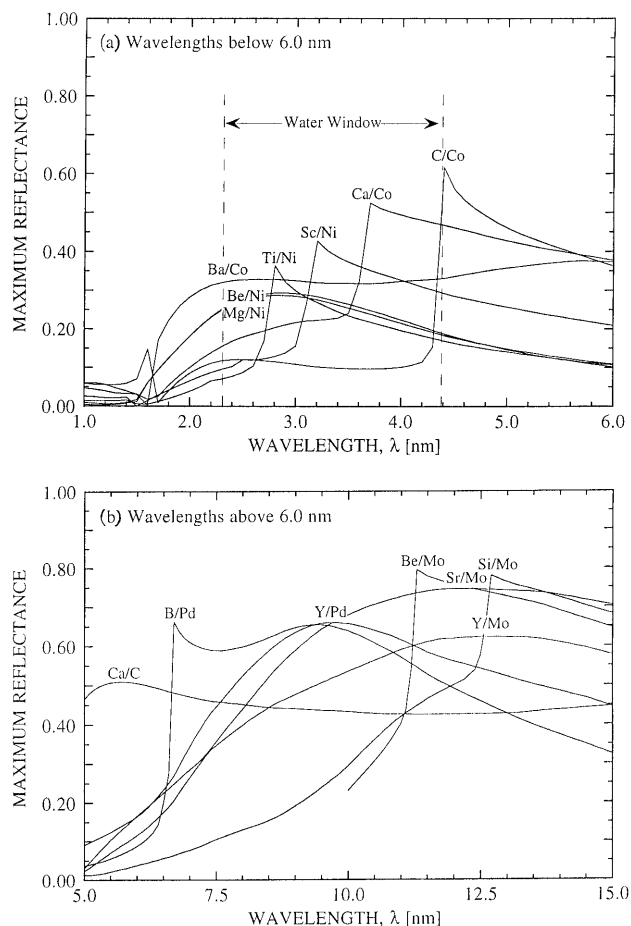 1.00
(a) Wavelengths below 6.0 nm
0.80
Water Window
C/Co
0.60
Ca/Co
Sc/Ni
0.40
Ti/Ni
Ba/Co
Be/Ni
Mg/Ni
0.20
0.00
1.0 2.0 3.0 4.0 5.0 6.0
WAVELENGTH, λ [nm]
MAXIMUM REFLECTANCE
1.00
(b) Wavelengths above 6.0 nm
Be/Mo Si/Mo
0.80
Sr/Mo
B/Pd Y/Pd Y/Mo
0.60
Ca/C
0.40
0.20
0.00
5.0 7.5 10.0 12.5 15.0
WAVELENGTH, λ [nm]
MAXIMUM REFLECTANCE